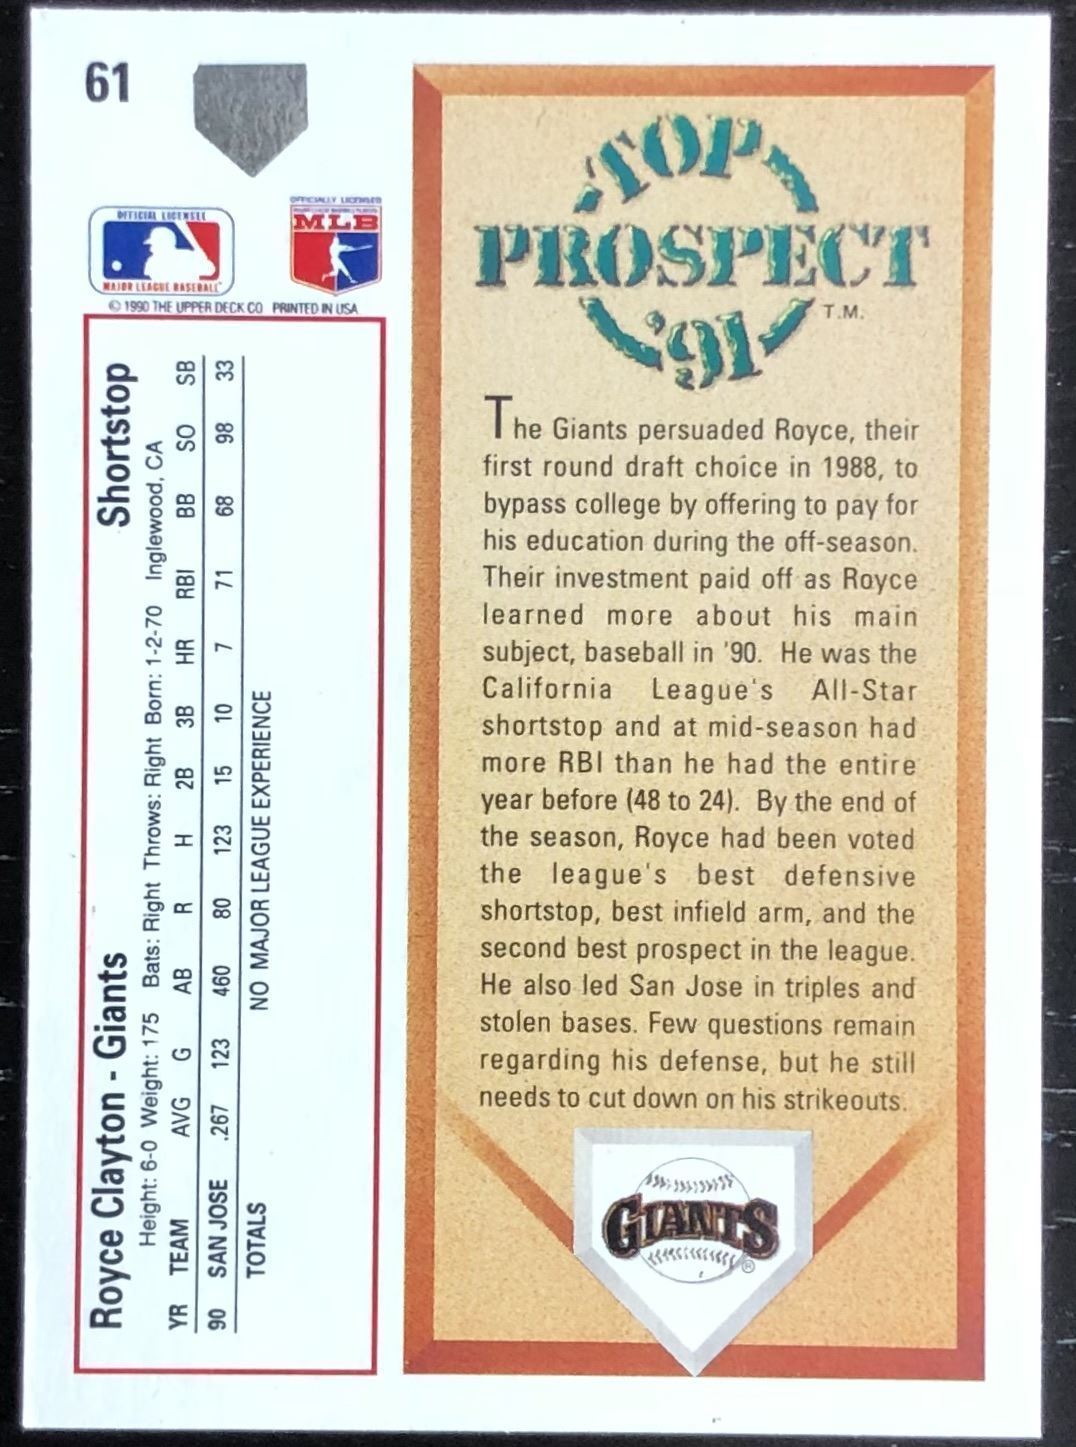 61
OFFICIAL LICENSEE
MAJOR LEAGUE BASEBALL
OFFICIALLY LICENSED
MLB
© 1990 THE UPPER DECK CO PRINTED IN USA
Royce Clayton - Giants Shortstop
Height: 6-0 Weight: 175 Bats: Right Throws: Right Born: 1-2-70 Inglewood, CA
YR TEAM AVG G AB R H 2B 3B HR RBI BB SO SB
90 SAN JOSE .267 123 460 80 123 15 10 7 71 68 98 33
TOTALS NO MAJOR LEAGUE EXPERIENCE
TOP
PROSPECT
'91
T.M.
The Giants persuaded Royce, their
first round draft choice in 1988, to
bypass college by offering to pay for
his education during the off-season.
Their investment paid off as Royce
learned more about his main
subject, baseball in '90. He was the
California League's All-Star
shortstop and at mid-season had
more RBI than he had the entire
year before (48 to 24). By the end of
the season, Royce had been voted
the league's best defensive
shortstop, best infield arm, and the
second best prospect in the league.
He also led San Jose in triples and
stolen bases. Few questions remain
regarding his defense, but he still
needs to cut down on his strikeouts.
GIANTS
®